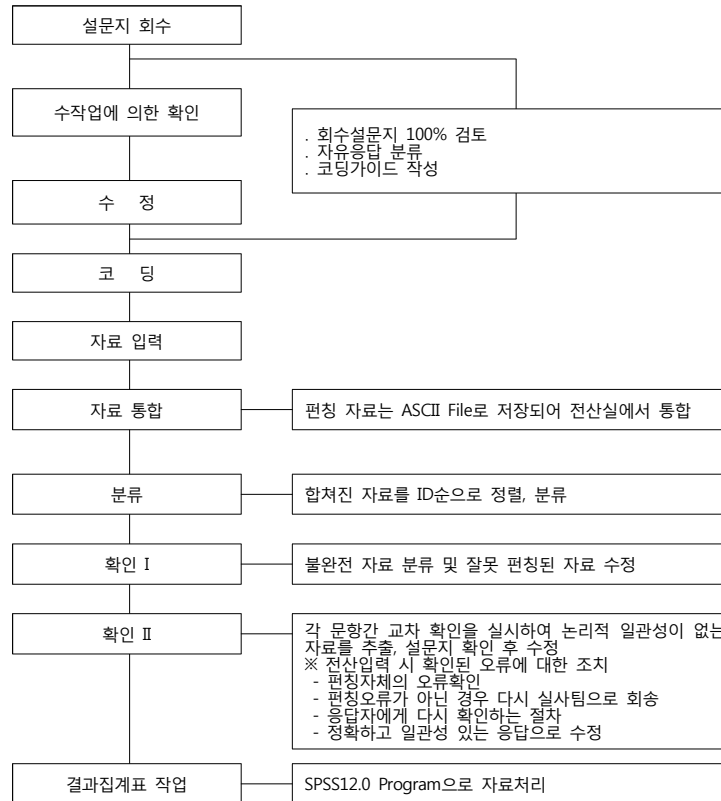 설문지 회수
수작업에 의한 확인
. 회수설문지 100% 검토
. 자유응답 분류
. 코딩가이드 작성
수 정
코 딩
자료 입력
자료 통합
펀칭 자료는 ASCII File로 저장되어 전산실에서 통합
분류
합쳐진 자료를 ID순으로 정렬, 분류
확인 I
불완전 자료 분류 및 잘못 펀칭된 자료 수정
확인 II
각 문항간 교차 확인을 실시하여 논리적 일관성이 없는
자료를 추출, 설문지 확인 후 수정
※ 전산입력 시 확인된 오류에 대한 조치
- 펀칭자체의 오류확인
- 펀칭오류가 아닌 경우 다시 실사팀으로 회송
- 응답자에게 다시 확인하는 절차
- 정확하고 일관성 있는 응답으로 수정
결과집계표 작업
SPSS12.0 Program으로 자료처리